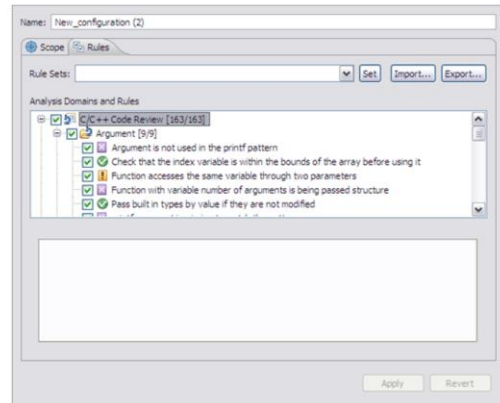 Name: New_configuration (2)
Scope Rules
Rule Sets: Set Import... Export...
Analysis Domains and Rules
C/C++ Code Review [163/163]
Argument [9/9]
Argument is not used in the printf pattern
Check that the index variable is within the bounds of the array before using it
Function accesses the same variable through two parameters
Function with variable number of arguments is being passed structure
Pass built in types by value if they are not modified
Apply Revert